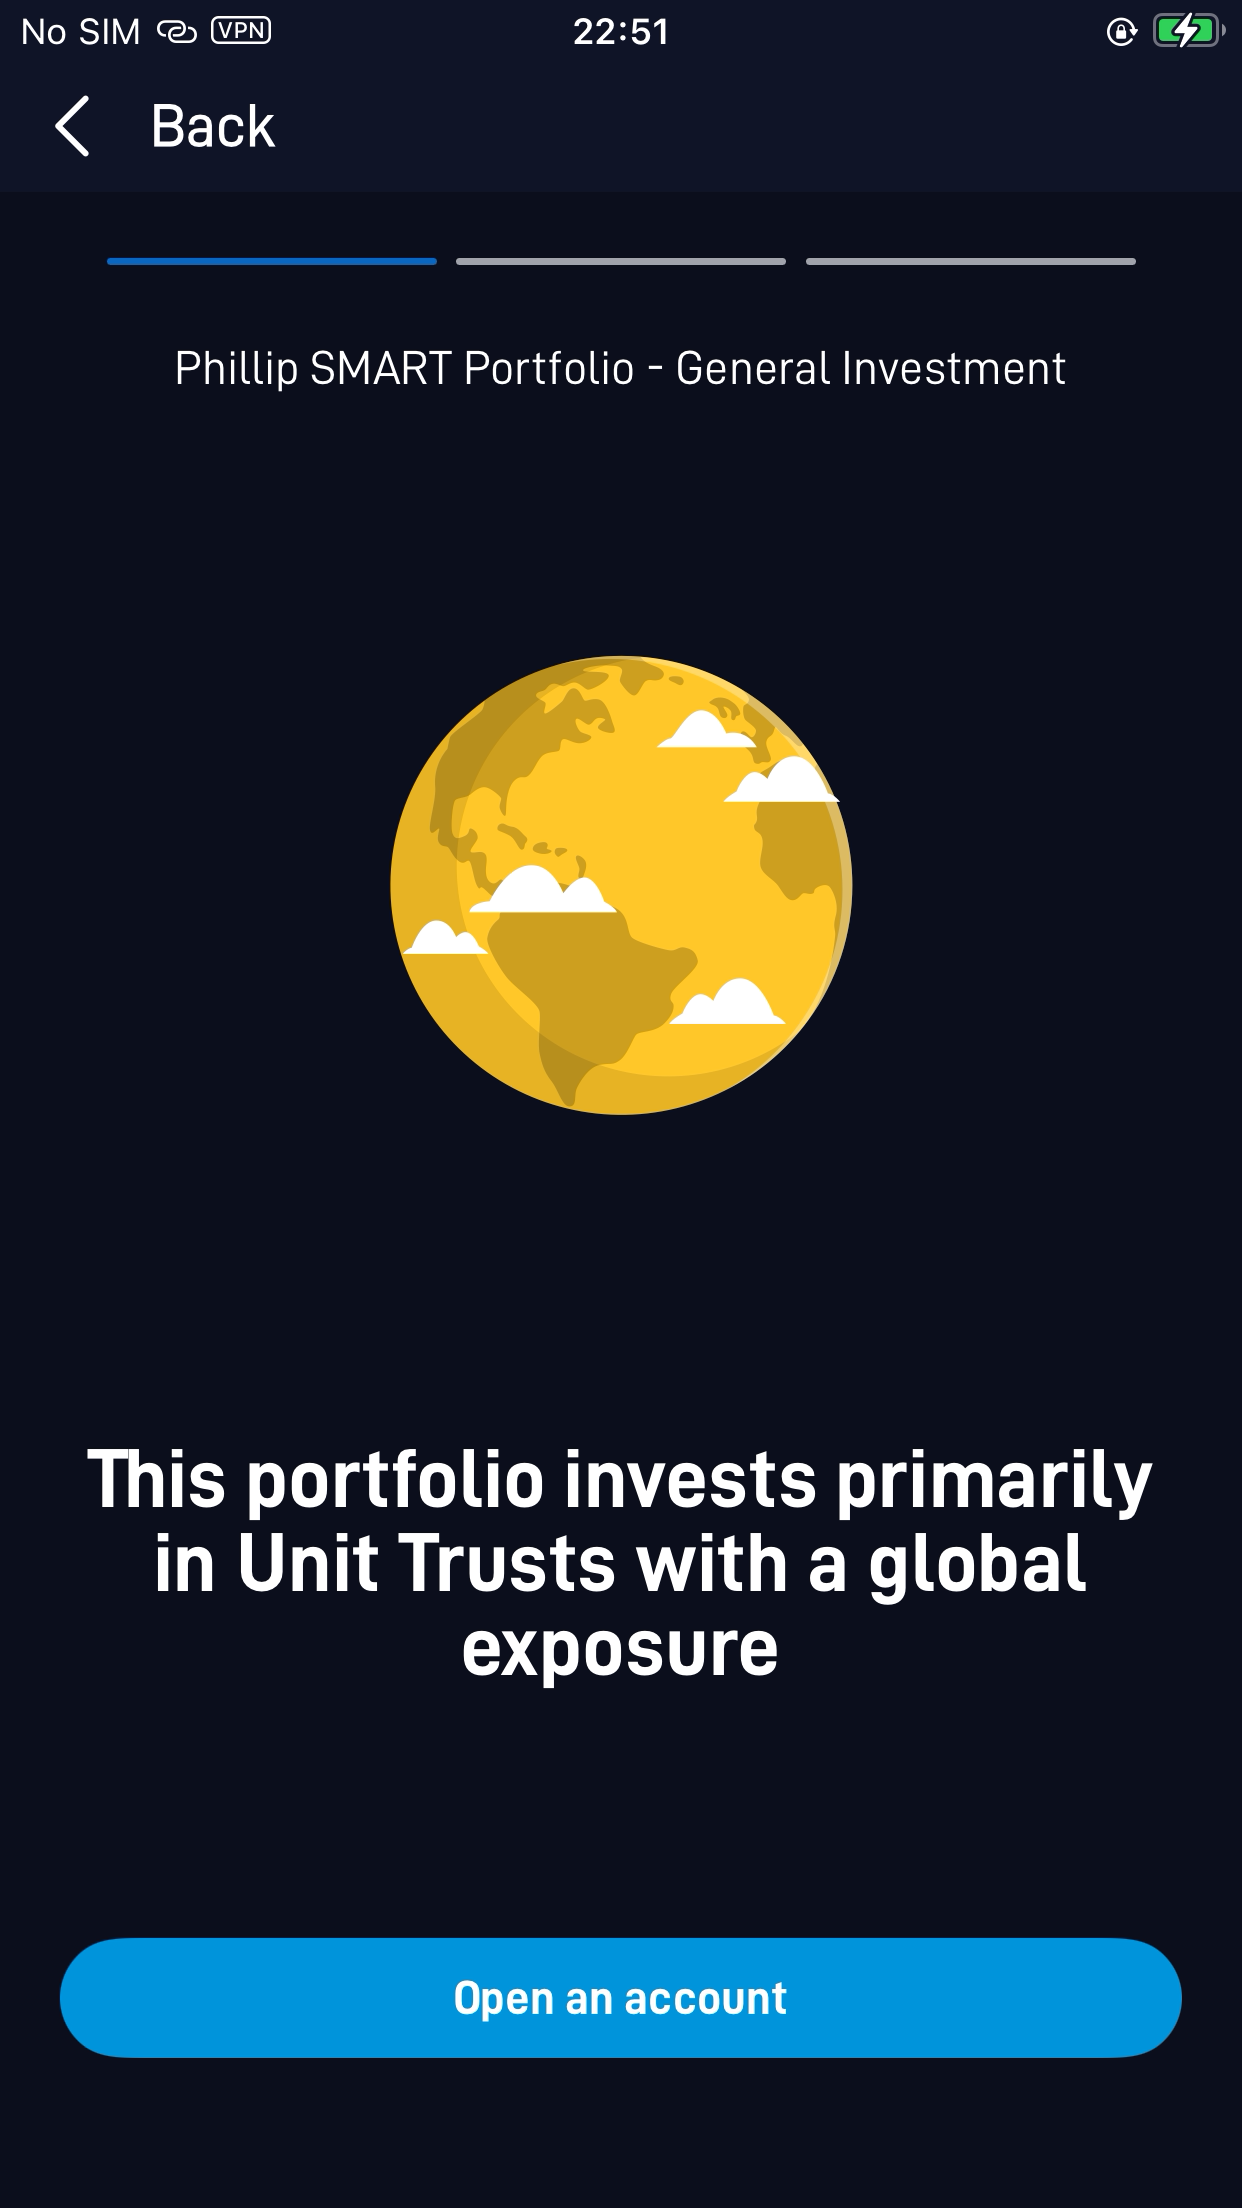 No SIM VPN 22:51
Back
Phillip SMART Portfolio - General Investment
This portfolio invests primarily
in Unit Trusts with a global
exposure
Open an account